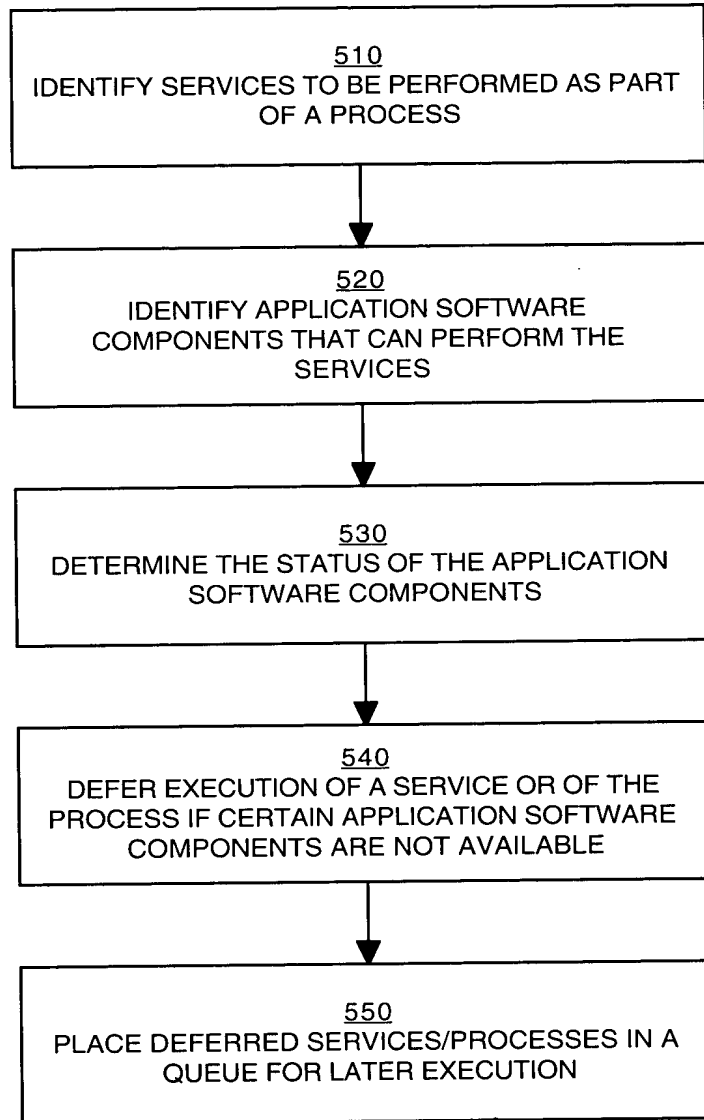 510
IDENTIFY SERVICES TO BE PERFORMED AS PART
OF A PROCESS
520
IDENTIFY APPLICATION SOFTWARE
COMPONENTS THAT CAN PERFORM THE
SERVICES
530
DETERMINE THE STATUS OF THE APPLICATION
SOFTWARE COMPONENTS
540
DEFER EXECUTION OF A SERVICE OR OF THE
PROCESS IF CERTAIN APPLICATION SOFTWARE
COMPONENTS ARE NOT AVAILABLE
550
PLACE DEFERRED SERVICES/PROCESSES IN A
QUEUE FOR LATER EXECUTION